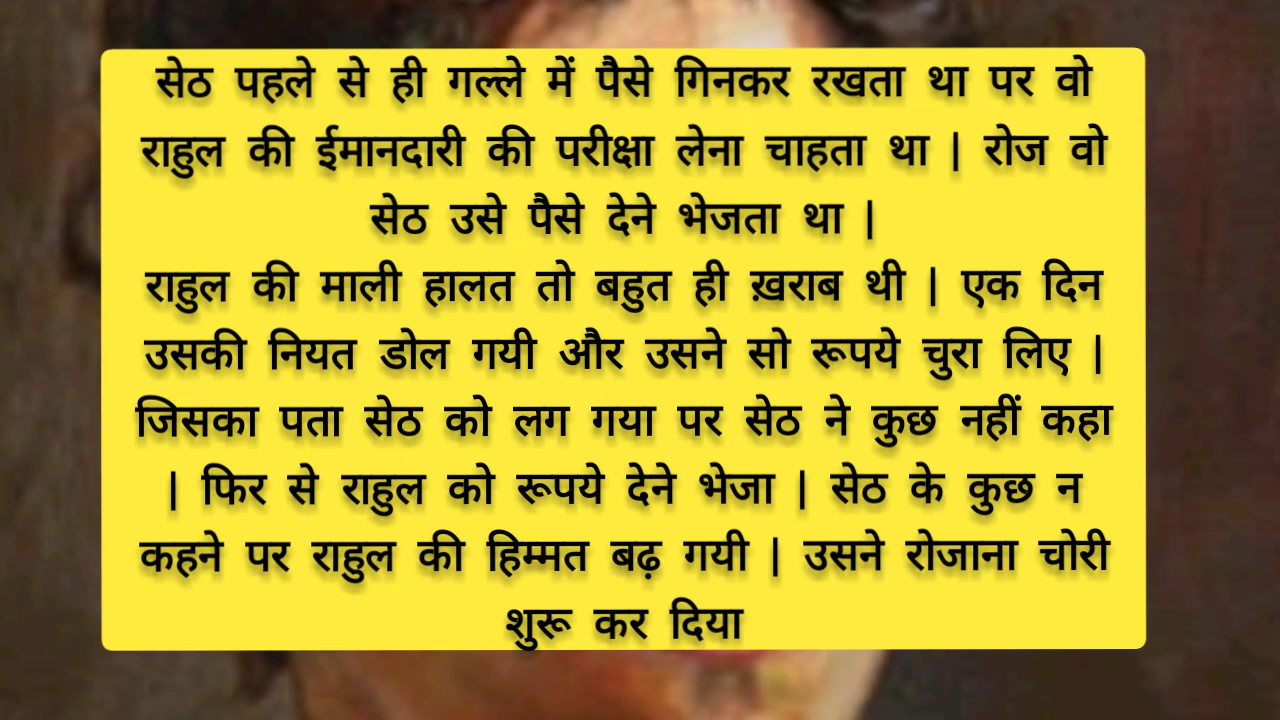 सेठ पहले से ही गल्ले में पैसे गिनकर रखता था पर वो
राहुल की ईमानदारी की परीक्षा लेना चाहता था | रोज वो
सेठ उसे पैसे देने भेजता था |
राहुल की माली हालत तो बहुत ही ख़राब थी | एक दिन
उसकी नियत डोल गयी और उसने सो रूपये चुरा लिए |
जिसका पता सेठ को लग गया पर सेठ ने कुछ नहीं कहा
| फिर से राहुल को रूपये देने भेजा | सेठ के कुछ न
कहने पर राहुल की हिम्मत बढ़ गयी | उसने रोजाना चोरी
शुरू कर दिया